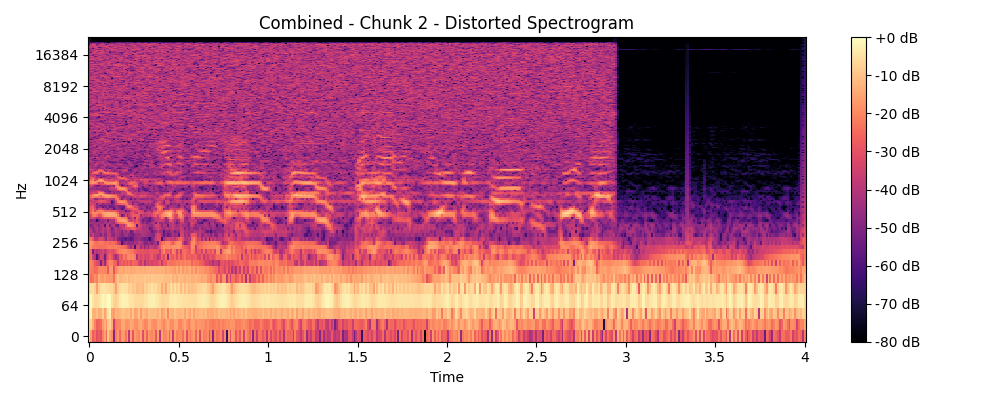 Combined - Chunk 2 - Distorted Spectrogram
Hz
16384
8192
4096
2048
1024
512
256
128
64
0
0 0.5 1 1.5 2 2.5 3 3.5 4
Time
+0 dB
-10 dB
-20 dB
-30 dB
-40 dB
-50 dB
-60 dB
-70 dB
-80 dB